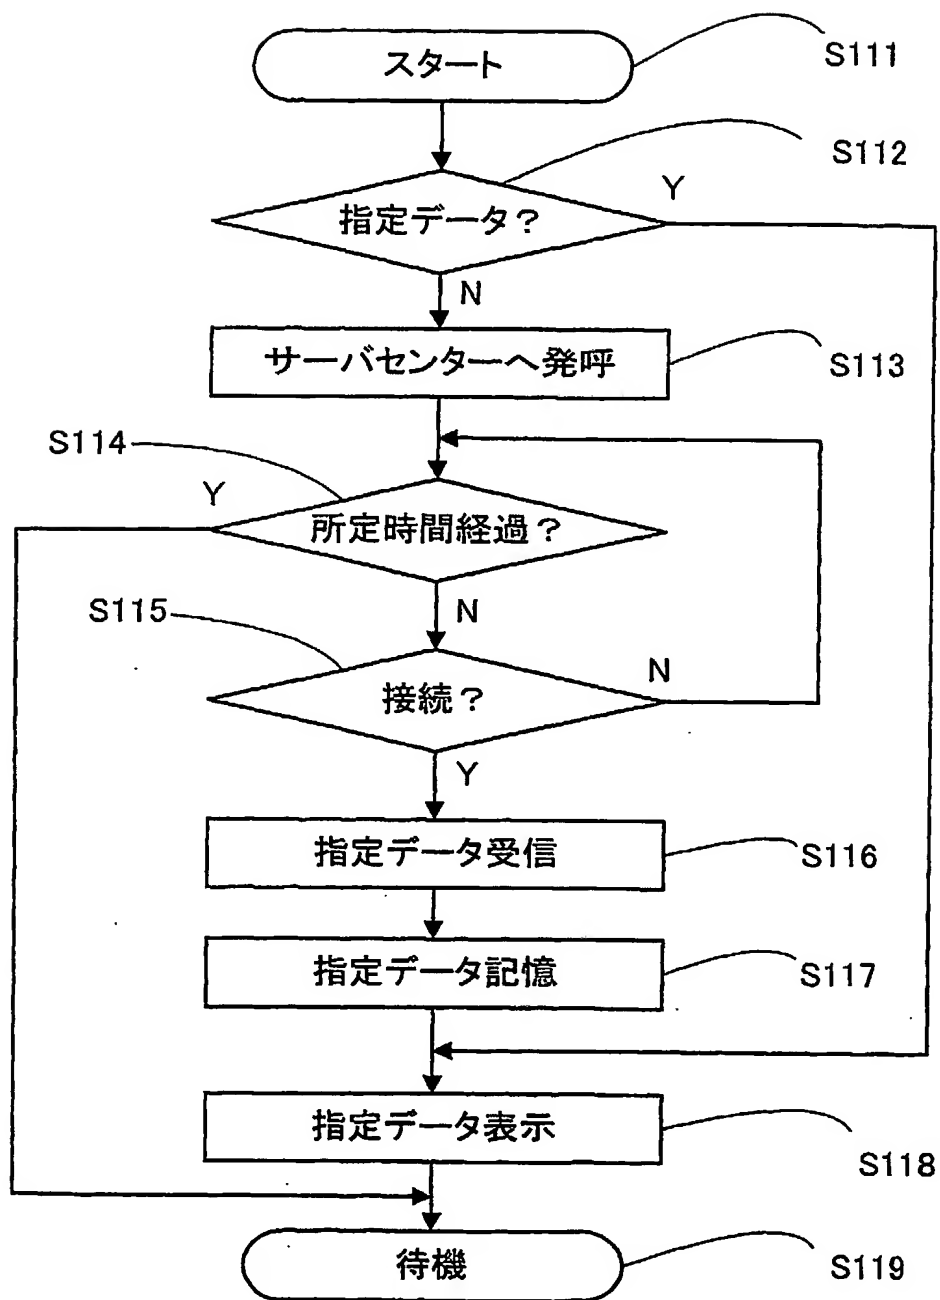 スタート
S111
S112
指定データ？
Y
N
サーバセンターへ発呼
S113
S114
Y
所定時間経過？
N
S115
接続？
N
Y
指定データ受信
S116
指定データ記憶
S117
指定データ表示
S118
待機
S119